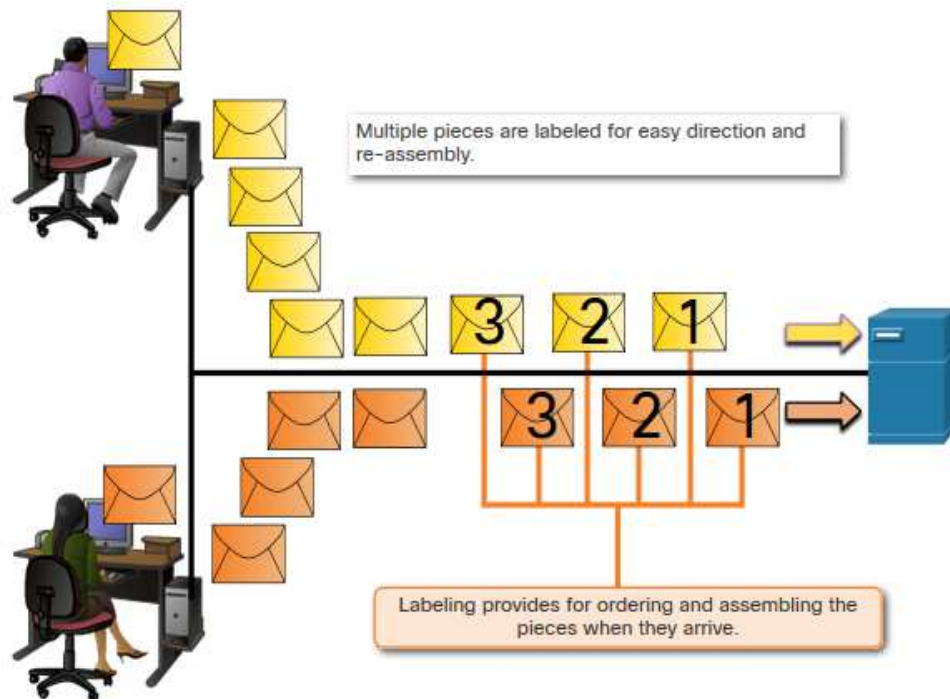 Multiple pieces are labeled for easy direction and
re-assembly.
3 2 1
3 2 1
Labeling provides for ordering and assembling the
pieces when they arrive.